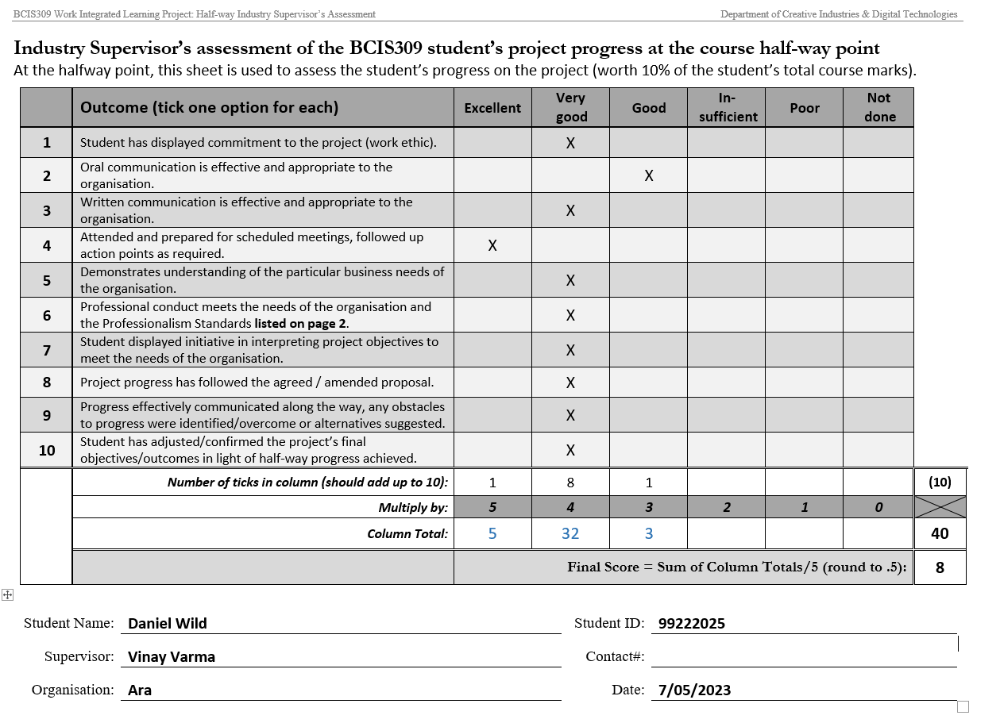 BCIS309 Work Integrated Learning Project: Half-way Industry Supervisor's Assessment Department of Creative Industries & Digital Technologies
Industry Supervisor's assessment of the BCIS309 student's project progress at the course half-way point
At the halfway point, this sheet is used to assess the student's progress on the project (worth 10% of the student's total course marks).
Outcome (tick one option for each) Excellent Very good Good In-sufficient Poor Not done
1 Student has displayed commitment to the project (work ethic). X
2 Oral communication is effective and appropriate to the
organisation. X
3 Written communication is effective and appropriate to the
organisation. X
4 Attended and prepared for scheduled meetings, followed up
action points as required. X
5 Demonstrates understanding of the particular business needs of
the organisation. X
6 Professional conduct meets the needs of the organisation and
the Professionalism Standards listed on page 2. X
7 Student displayed initiative in interpreting project objectives to
meet the needs of the organisation. X
8 Project progress has followed the agreed / amended proposal. X
9 Progress effectively communicated along the way, any obstacles
to progress were identified/overcome or alternatives suggested. X
10 Student has adjusted/confirmed the project's final
objectives/outcomes in light of half-way progress achieved. X
Number of ticks in column (should add up to 10): 1 8 1 (10)
Multiply by: 5 4 3 2 1 0
Column Total: 5 32 3 40
Final Score = Sum of Column Totals/5 (round to .5): 8
Student Name: Daniel Wild Student ID: 99222025
Supervisor: Vinay Varma Contact#:
Organisation: Ara Date: 7/05/2023